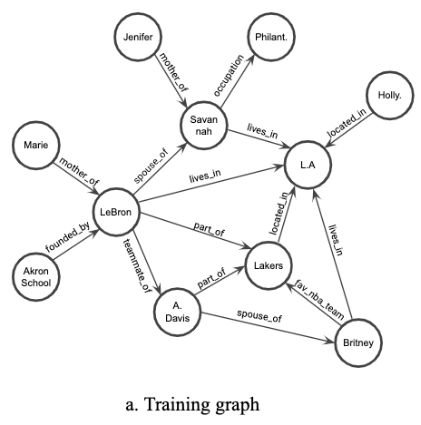 Jenifer
Philant.
mother_of
occupation
Holly.
Savan
nah
located_in
lives_in
Marie
spouse_of
L.A
mother_of
lives_in
LeBron
located_in
founded_by
part_of
lives_in
Akron
School
teammate_of
Lakers
part_of
fav_nba_team
A.
Davis
spouse_of
Britney
a. Training graph